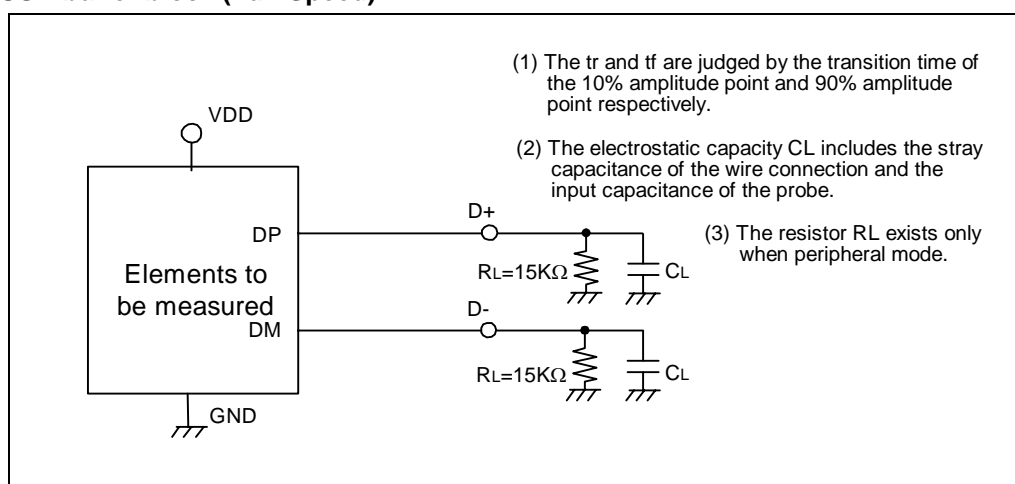 (1) The tr and tf are judged by the transition time of
the 10% amplitude point and 90% amplitude
point respectively.
VDD
(2) The electrostatic capacity CL includes the stray
capacitance of the wire connection and the
input capacitance of the probe.
D+
DP
(3) The resistor RL exists only
when peripheral mode.
Elements to
be measured
RL=15KΩ
CL
D-
DM
RL=15KΩ
CL
GND